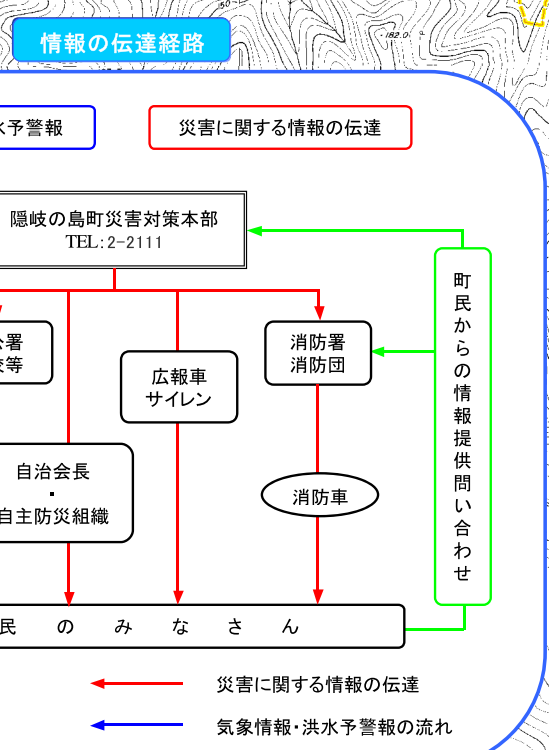 情報の伝達経路
182.0
50
水予警報
災害に関する情報の伝達
隠岐の島町災害対策本部
TEL:2-2111
署
等
広報車
サイレン
消防署
消防団
町民からの情報提供問い合わせ
自治会長
・
自主防災組織
消防車
民のみなさん
災害に関する情報の伝達
気象情報・洪水予警報の流れ